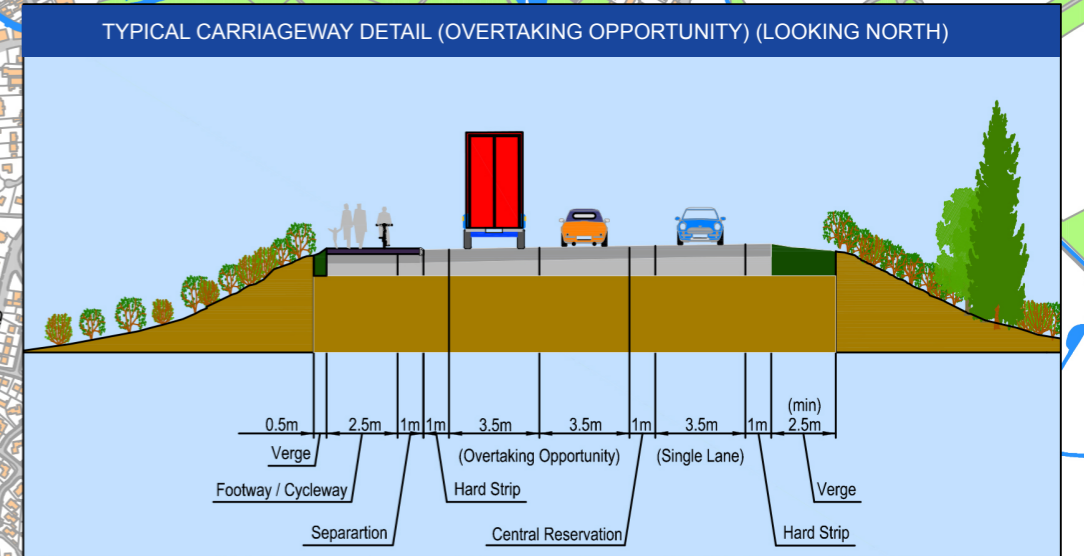 TYPICAL CARRIAGEWAY DETAIL (OVERTAKING OPPORTUNITY) (LOOKING NORTH)
(min)
0.5m 2.5m 1m 1m 3.5m 3.5m 1m 3.5m 1m 2.5m
Verge (Overtaking Opportunity) (Single Lane)
Footway / Cycleway Hard Strip Verge
Separartion Central Reservation Hard Strip